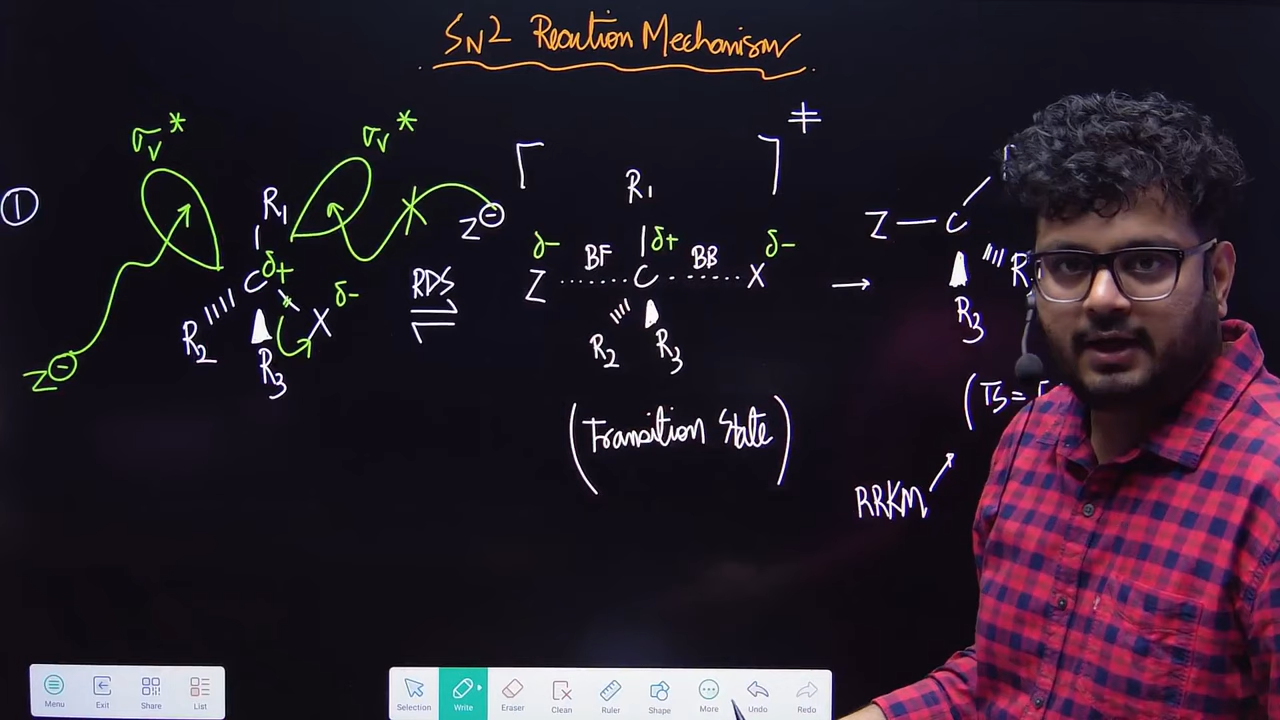 SN2 Reaction Mechanism
①
σv*
σv*
R1
C δ+
R2
R3
X δ-
Z⊖
Z⊖
RDS
⇌
[ ]‡
R1
δ- δ+ δ-
Z BF C BB X
R2
R3
(Transition State)
→
Z—C
R
R3
(TS =
RRKM
Menu Exit Share List
Selection Write Eraser Clean Ruler Shape More Undo Redo